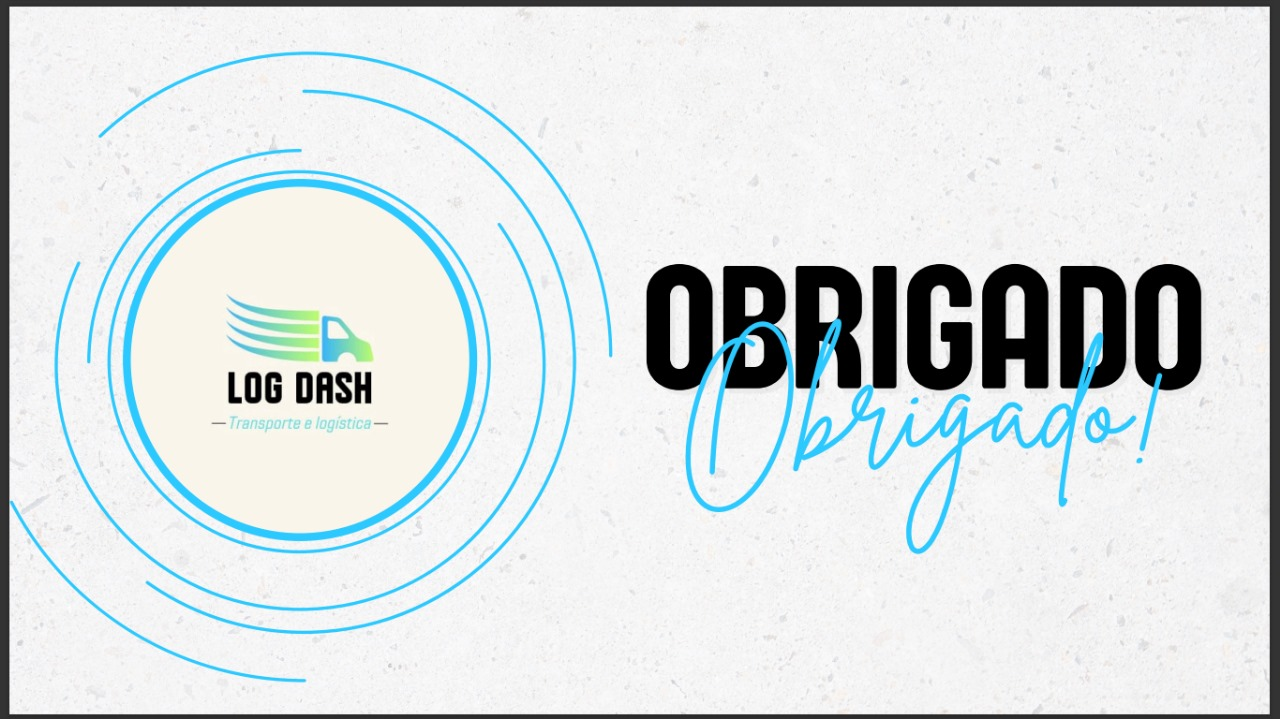 LOG DASH
Transporte e logística
OBRIGADO
Obrigado!